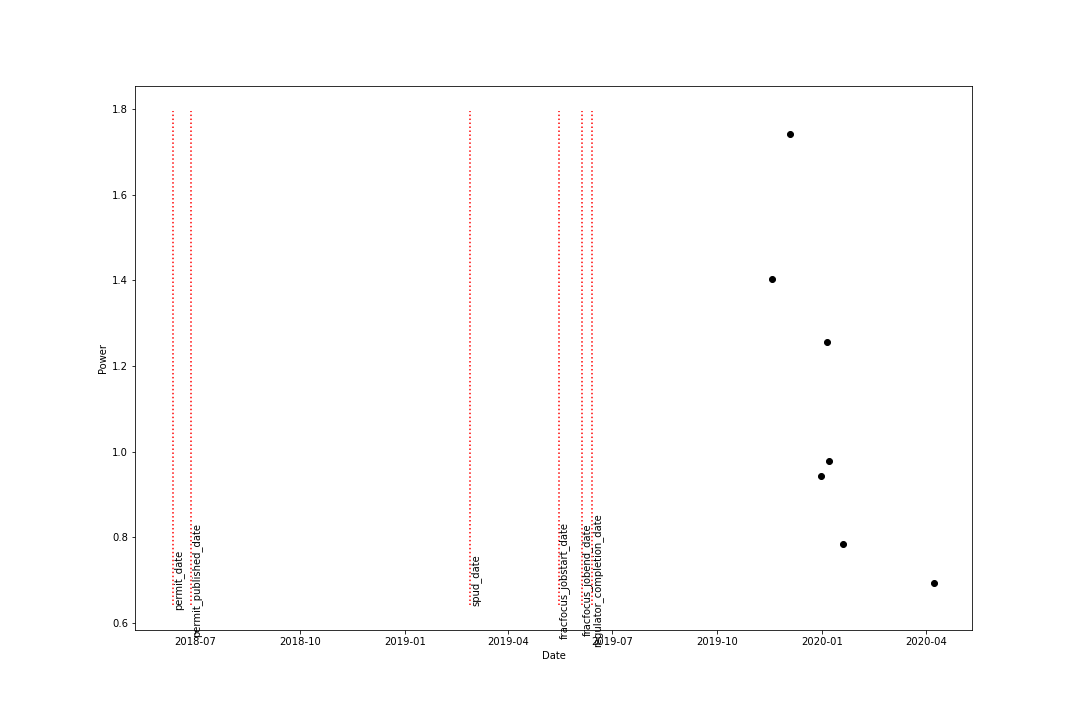 1.8
1.6
1.4
1.2
1.0
0.8
0.6
Power
permit_date
permit_published_date
spud_date
fracfocus_jobstart_date
fracfocus_jobend_date
regulator_completion_date
2018-07
2018-10
2019-01
2019-04
2019-07
2019-10
2020-01
2020-04
Date